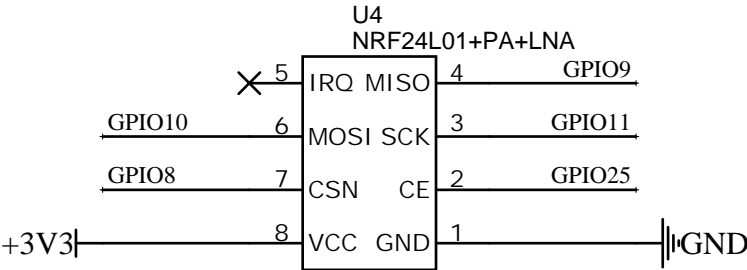 U4
NRF24L01+PA+LNA
5 IRQ MISO 4 GPIO9
GPIO10 6 MOSI SCK 3 GPIO11
GPIO8 7 CSN CE 2 GPIO25
+3V3 8 VCC GND 1 GND